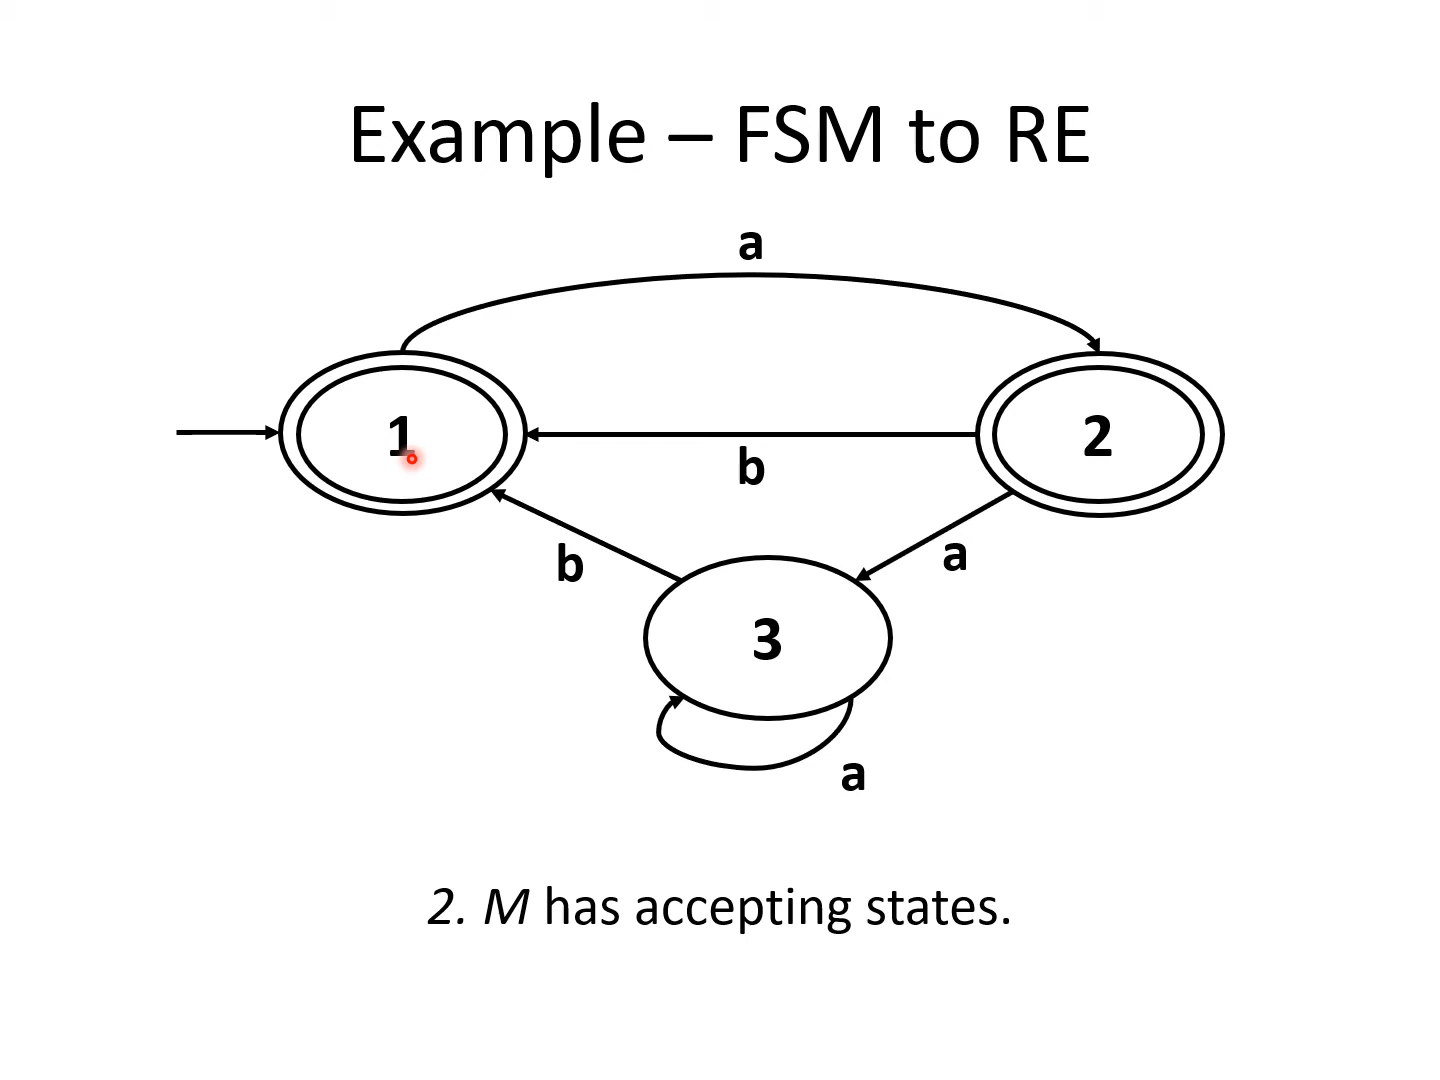 Example – FSM to RE
a
1
2
b
b
a
3
a
2. M has accepting states.